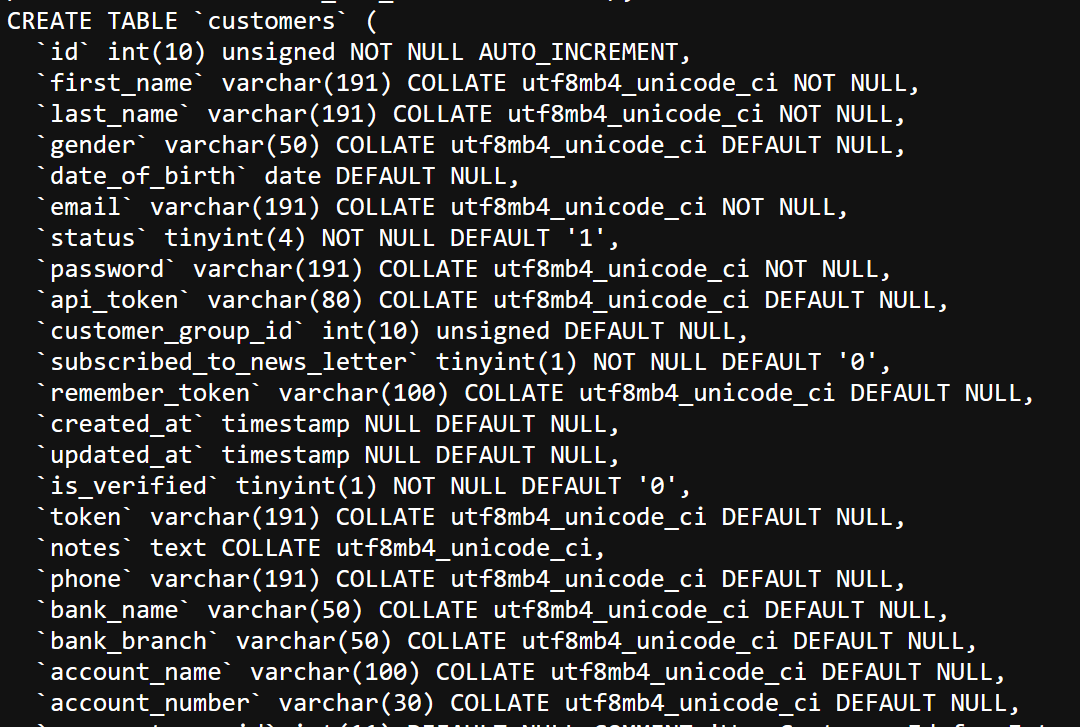 CREATE TABLE `customers` (
`id` int(10) unsigned NOT NULL AUTO_INCREMENT,
`first_name` varchar(191) COLLATE utf8mb4_unicode_ci NOT NULL,
`last_name` varchar(191) COLLATE utf8mb4_unicode_ci NOT NULL,
`gender` varchar(50) COLLATE utf8mb4_unicode_ci DEFAULT NULL,
`date_of_birth` date DEFAULT NULL,
`email` varchar(191) COLLATE utf8mb4_unicode_ci NOT NULL,
`status` tinyint(4) NOT NULL DEFAULT '1',
`password` varchar(191) COLLATE utf8mb4_unicode_ci NOT NULL,
`api_token` varchar(80) COLLATE utf8mb4_unicode_ci DEFAULT NULL,
`customer_group_id` int(10) unsigned DEFAULT NULL,
`subscribed_to_news_letter` tinyint(1) NOT NULL DEFAULT '0',
`remember_token` varchar(100) COLLATE utf8mb4_unicode_ci DEFAULT NULL,
`created_at` timestamp NULL DEFAULT NULL,
`updated_at` timestamp NULL DEFAULT NULL,
`is_verified` tinyint(1) NOT NULL DEFAULT '0',
`token` varchar(191) COLLATE utf8mb4_unicode_ci DEFAULT NULL,
`notes` text COLLATE utf8mb4_unicode_ci,
`phone` varchar(191) COLLATE utf8mb4_unicode_ci DEFAULT NULL,
`bank_name` varchar(50) COLLATE utf8mb4_unicode_ci DEFAULT NULL,
`bank_branch` varchar(50) COLLATE utf8mb4_unicode_ci DEFAULT NULL,
`account_name` varchar(100) COLLATE utf8mb4_unicode_ci DEFAULT NULL,
`account_number` varchar(30) COLLATE utf8mb4_unicode_ci DEFAULT NULL,